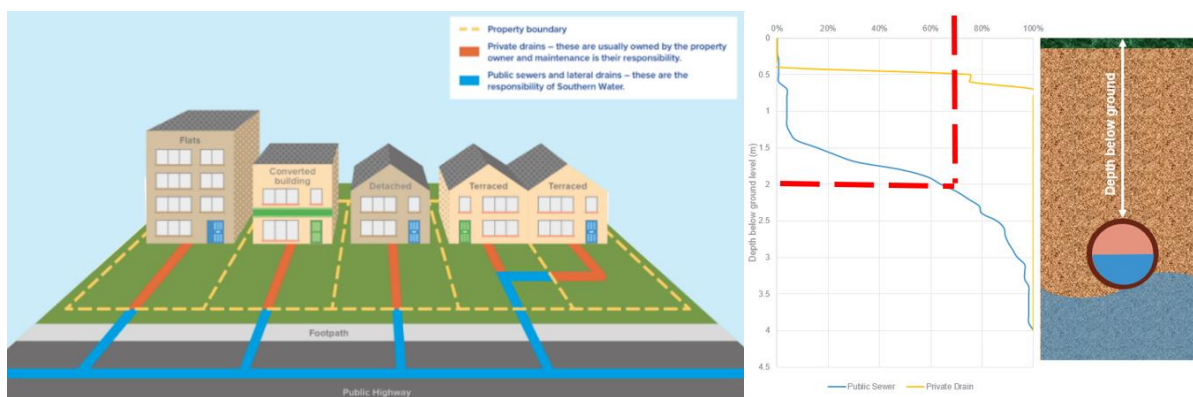 Property boundary
Private drains – these are usually owned by the property
owner and maintenance is their responsibility.
Public sewers and lateral drains – these are the
responsibility of Southern Water.
Flats
Converted
building
Detached
Terraced
Terraced
Footpath
Public Highway
0%
20%
40%
60%
80%
100%
0
0.5
1
1.5
2
2.5
3
3.5
4
4.5
Depth below ground level (m)
Public Sewer
Private Drain
Depth below ground